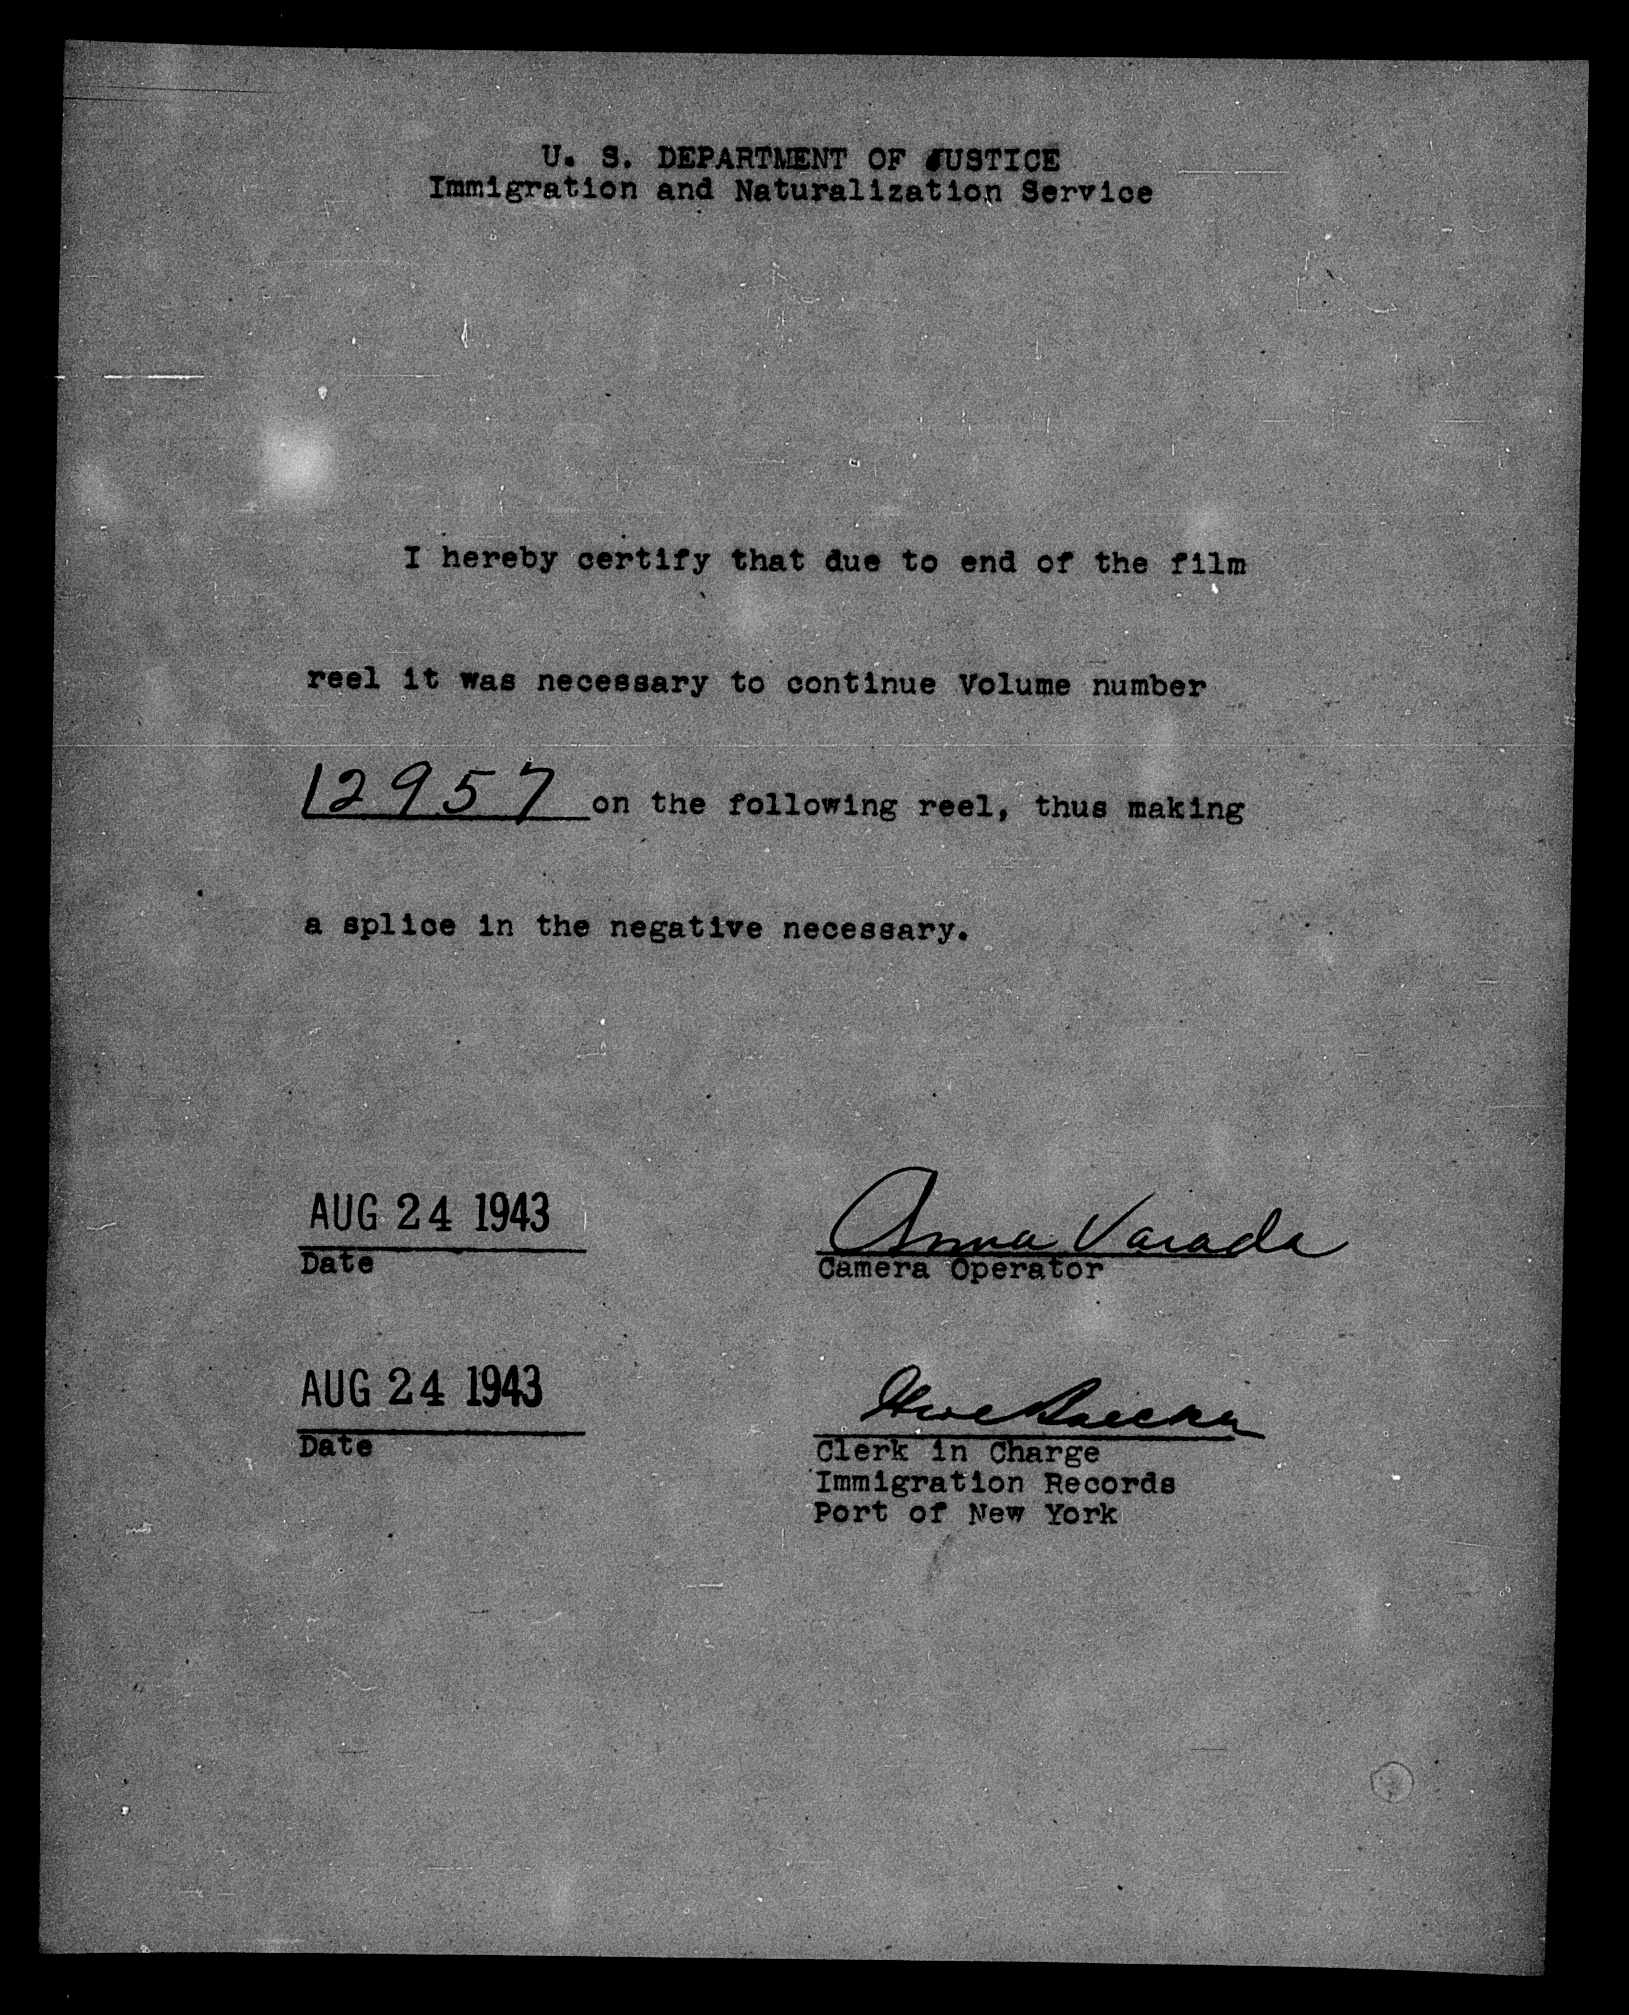 U. S. DEPARTMENT OF JUSTICE
Immigration and Naturalization Service
I hereby certify that due to end of the film
reel it was necessary to continue Volume number
12957 on the following reel, thus making
a splice in the negative necessary.
AUG 24 1943
Date
Anna Varada
Camera Operator
AUG 24 1943
Date
Clerk in Charge
Immigration Records
Port of New York